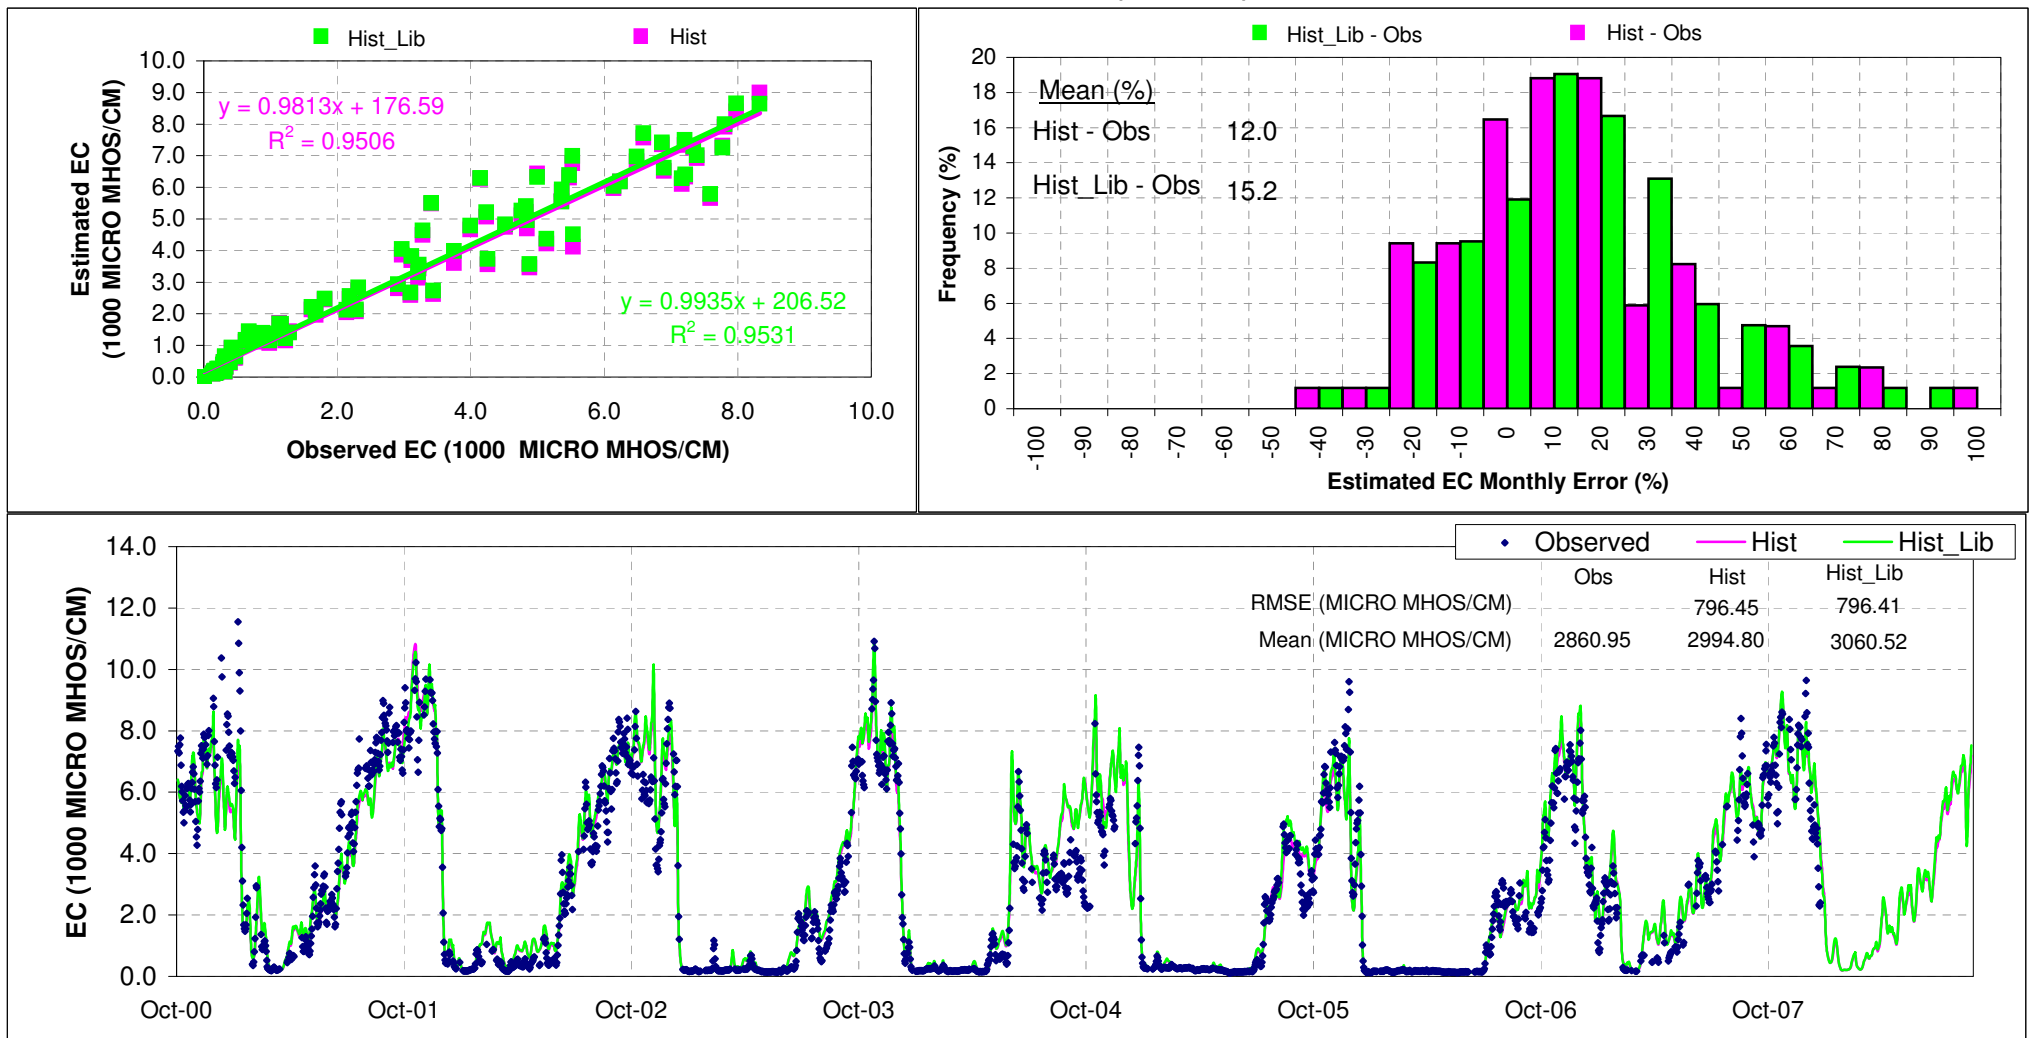 Hist_Lib Hist
10.0
9.0
8.0
7.0
6.0
5.0
4.0
3.0
2.0
1.0
0.0
Estimated EC
(1000 MICRO MHOS/CM)
y = 0.9813x + 176.59
R² = 0.9506
y = 0.9935x + 206.52
R² = 0.9531
0.0 2.0 4.0 6.0 8.0 10.0
Observed EC (1000 MICRO MHOS/CM)
Hist_Lib - Obs Hist - Obs
20
18
16
14
12
10
8
6
4
2
0
Frequency (%)
Mean (%)
Hist - Obs 12.0
Hist_Lib - Obs 15.2
-100 -90 -80 -70 -60 -50 -40 -30 -20 -10 0 10 20 30 40 50 60 70 80 90 100
Estimated EC Monthly Error (%)
14.0
12.0
10.0
8.0
6.0
4.0
2.0
0.0
EC (1000 MICRO MHOS/CM)
Observed Hist Hist_Lib
Obs Hist Hist_Lib
RMSE (MICRO MHOS/CM) 796.45 796.41
Mean (MICRO MHOS/CM) 2860.95 2994.80 3060.52
Oct-00 Oct-01 Oct-02 Oct-03 Oct-04 Oct-05 Oct-06 Oct-07